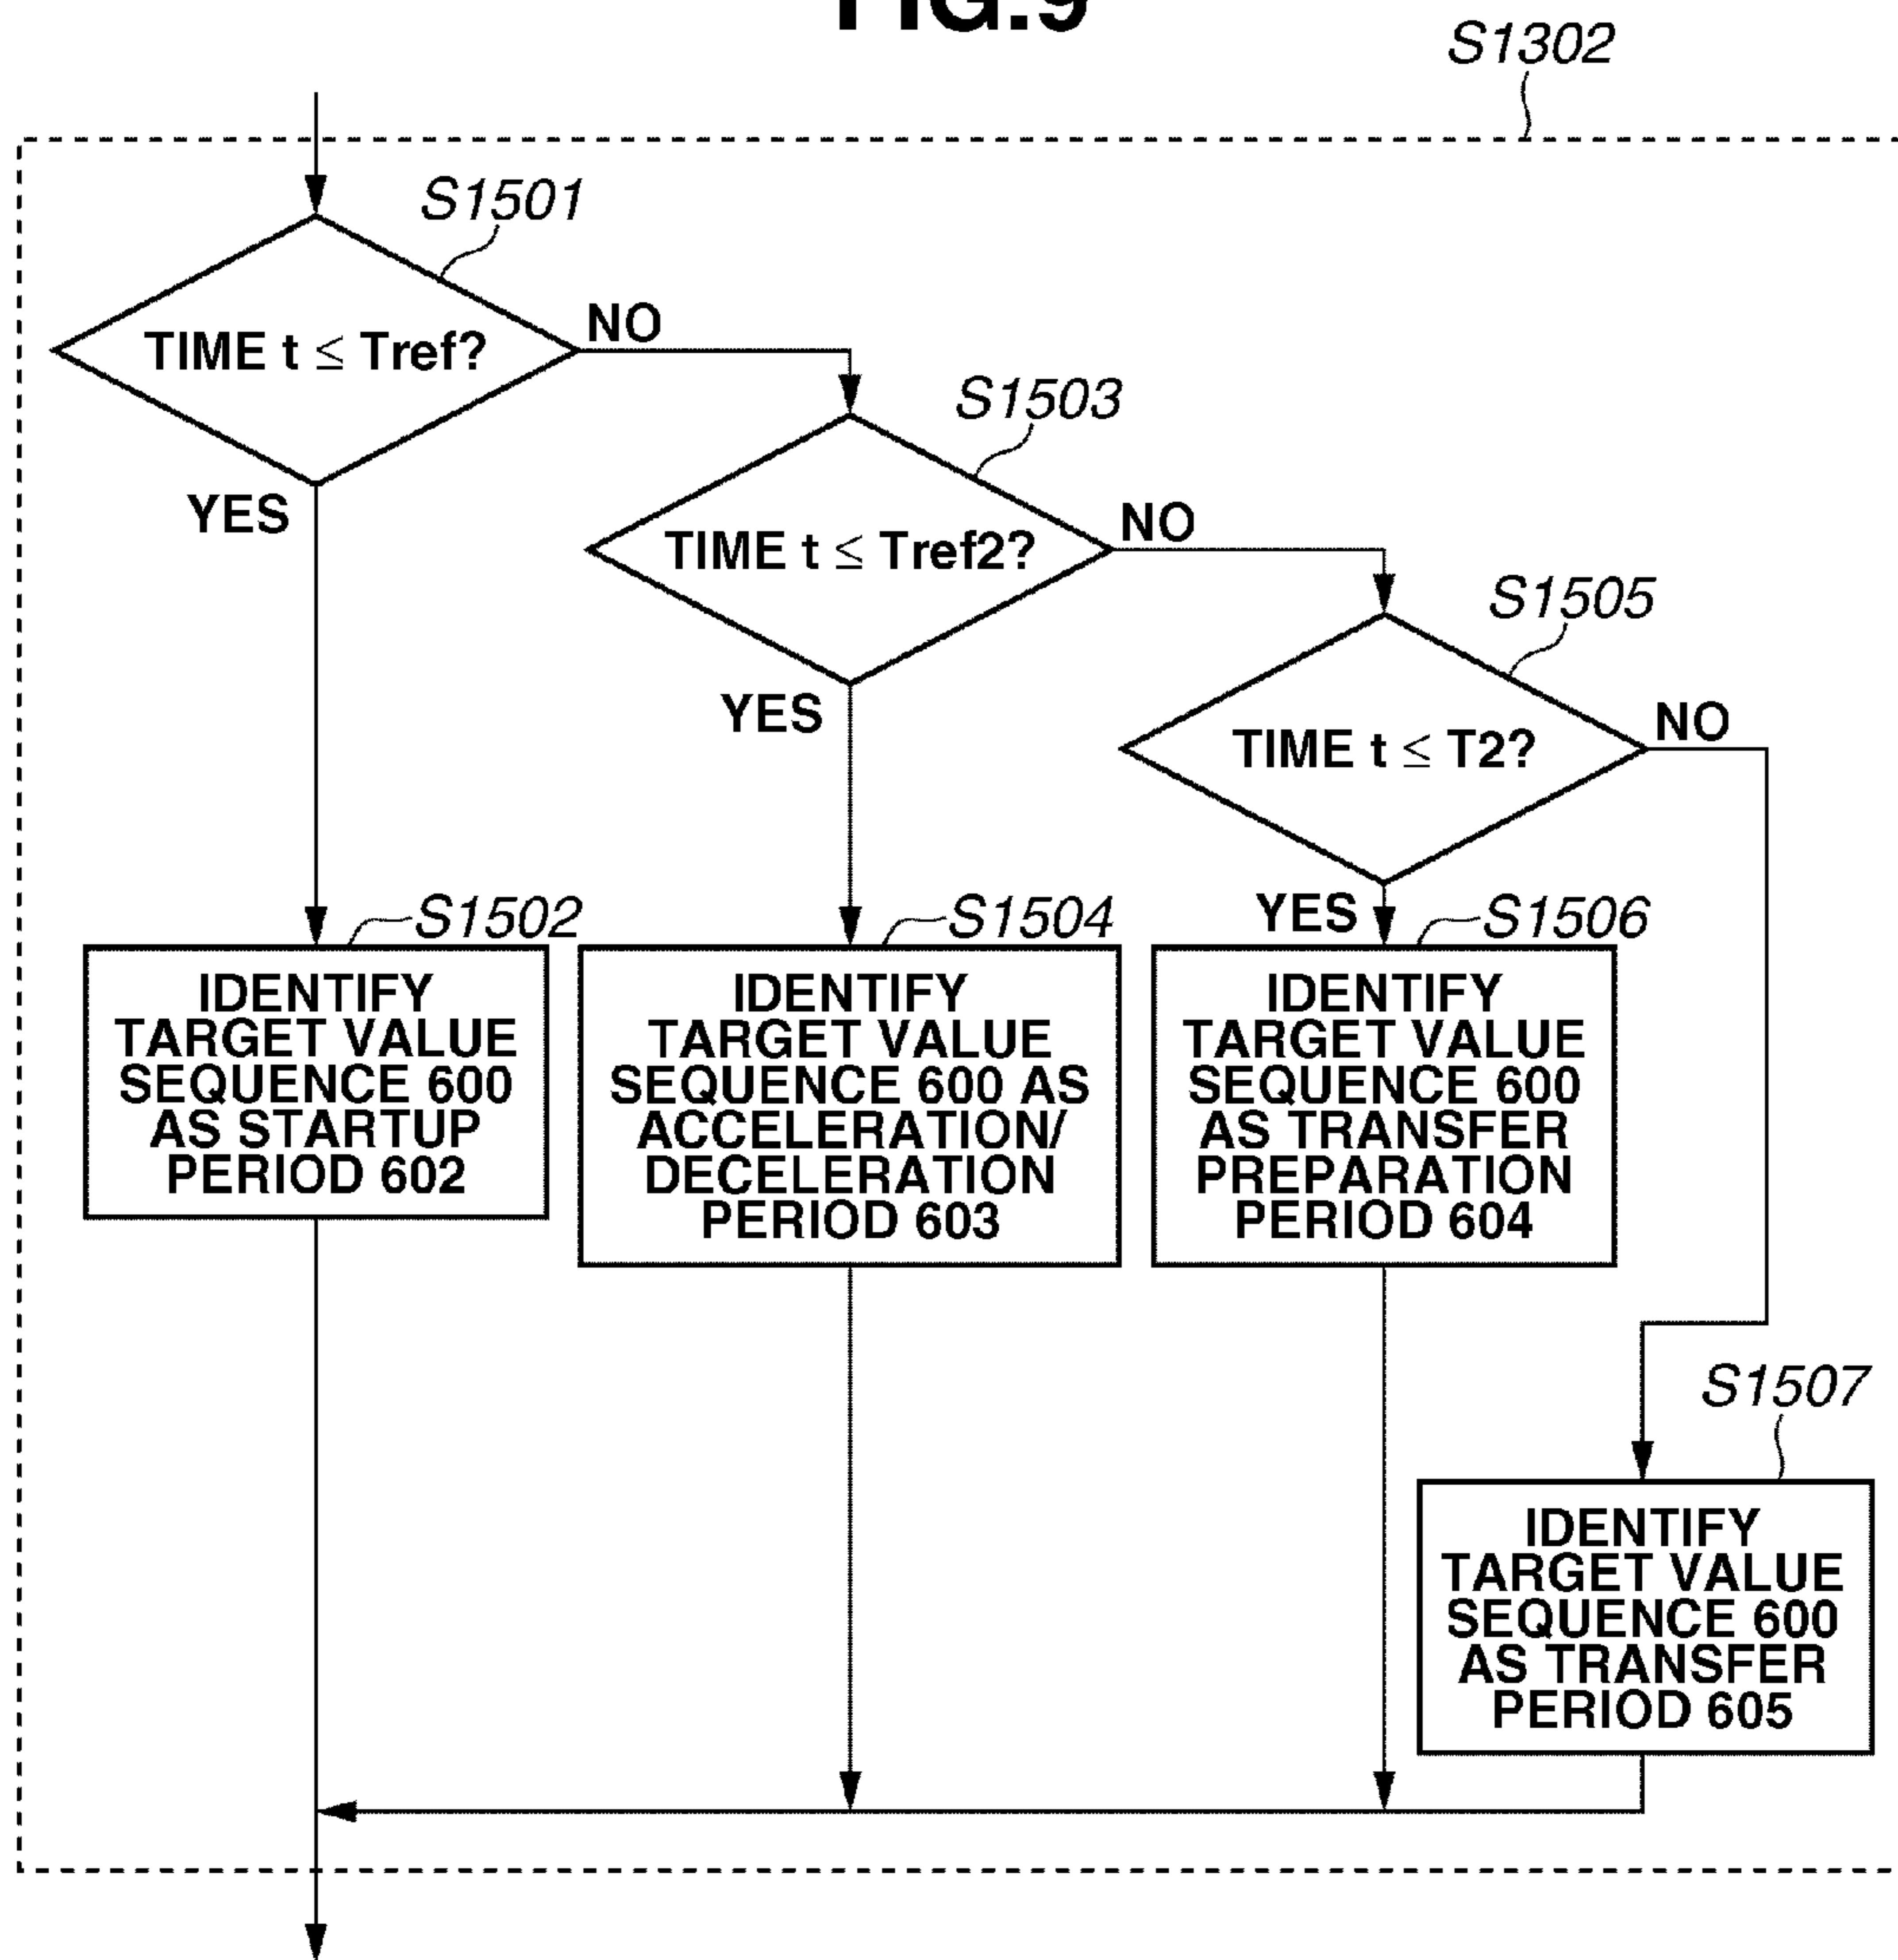 FIG.9
S1302
S1501
TIME t ≤ Tref?
NO
YES
S1503
TIME t ≤ Tref2?
NO
YES
S1505
TIME t ≤ T2?
NO
YES
S1502
IDENTIFY
TARGET VALUE
SEQUENCE 600
AS STARTUP
PERIOD 602
S1504
IDENTIFY
TARGET VALUE
SEQUENCE 600 AS
ACCELERATION/
DECELERATION
PERIOD 603
S1506
IDENTIFY
TARGET VALUE
SEQUENCE 600
AS TRANSFER
PREPARATION
PERIOD 604
S1507
IDENTIFY
TARGET VALUE
SEQUENCE 600
AS TRANSFER
PERIOD 605